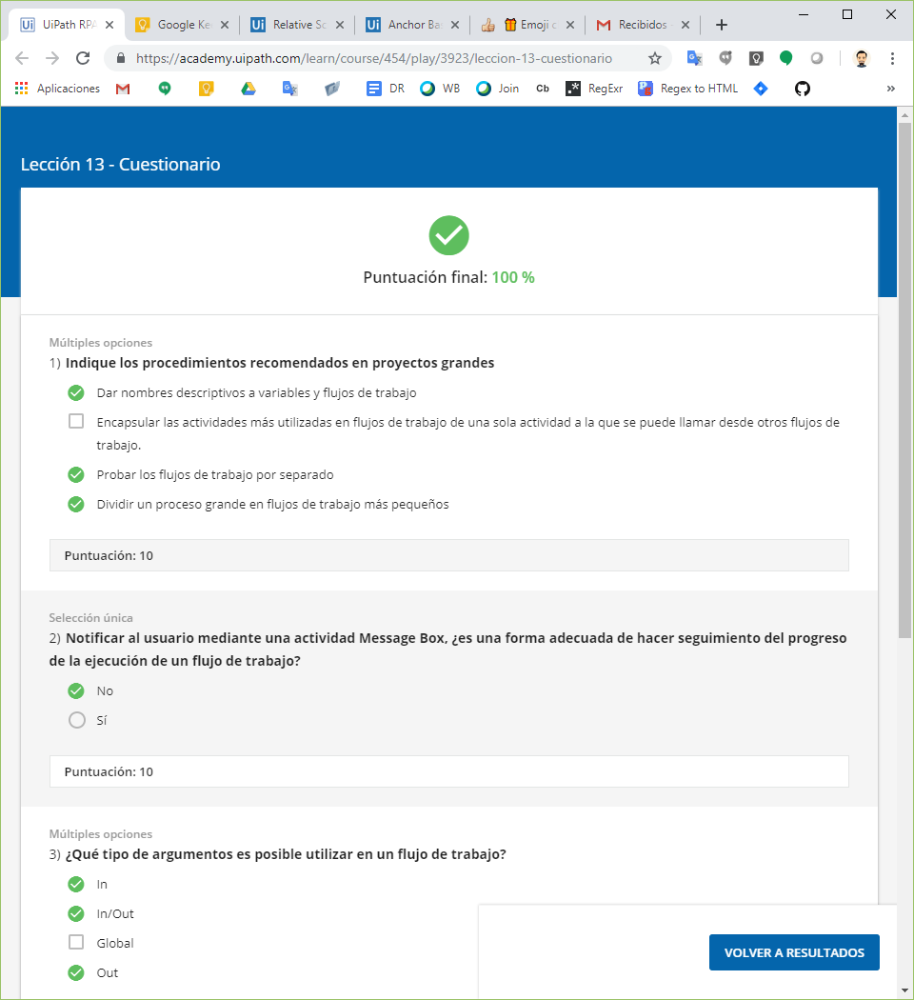 UiPath RPA
Google Ke
Relative Sc
Anchor Ba
Emoji c
Recibidos
https://academy.uipath.com/learn/course/454/play/3923/leccion-13-cuestionario
Aplicaciones
DR
WB
Join
Cb
RegExr
Regex to HTML
»
Lección 13 - Cuestionario
Puntuación final: 100 %
Múltiples opciones
1) Indique los procedimientos recomendados en proyectos grandes
Dar nombres descriptivos a variables y flujos de trabajo
Encapsular las actividades más utilizadas en flujos de trabajo de una sola actividad a la que se puede llamar desde otros flujos de
trabajo.
Probar los flujos de trabajo por separado
Dividir un proceso grande en flujos de trabajo más pequeños
Puntuación: 10
Selección única
2) Notificar al usuario mediante una actividad Message Box, ¿es una forma adecuada de hacer seguimiento del progreso
de la ejecución de un flujo de trabajo?
No
Sí
Puntuación: 10
Múltiples opciones
3) ¿Qué tipo de argumentos es posible utilizar en un flujo de trabajo?
In
In/Out
Global
Out
VOLVER A RESULTADOS